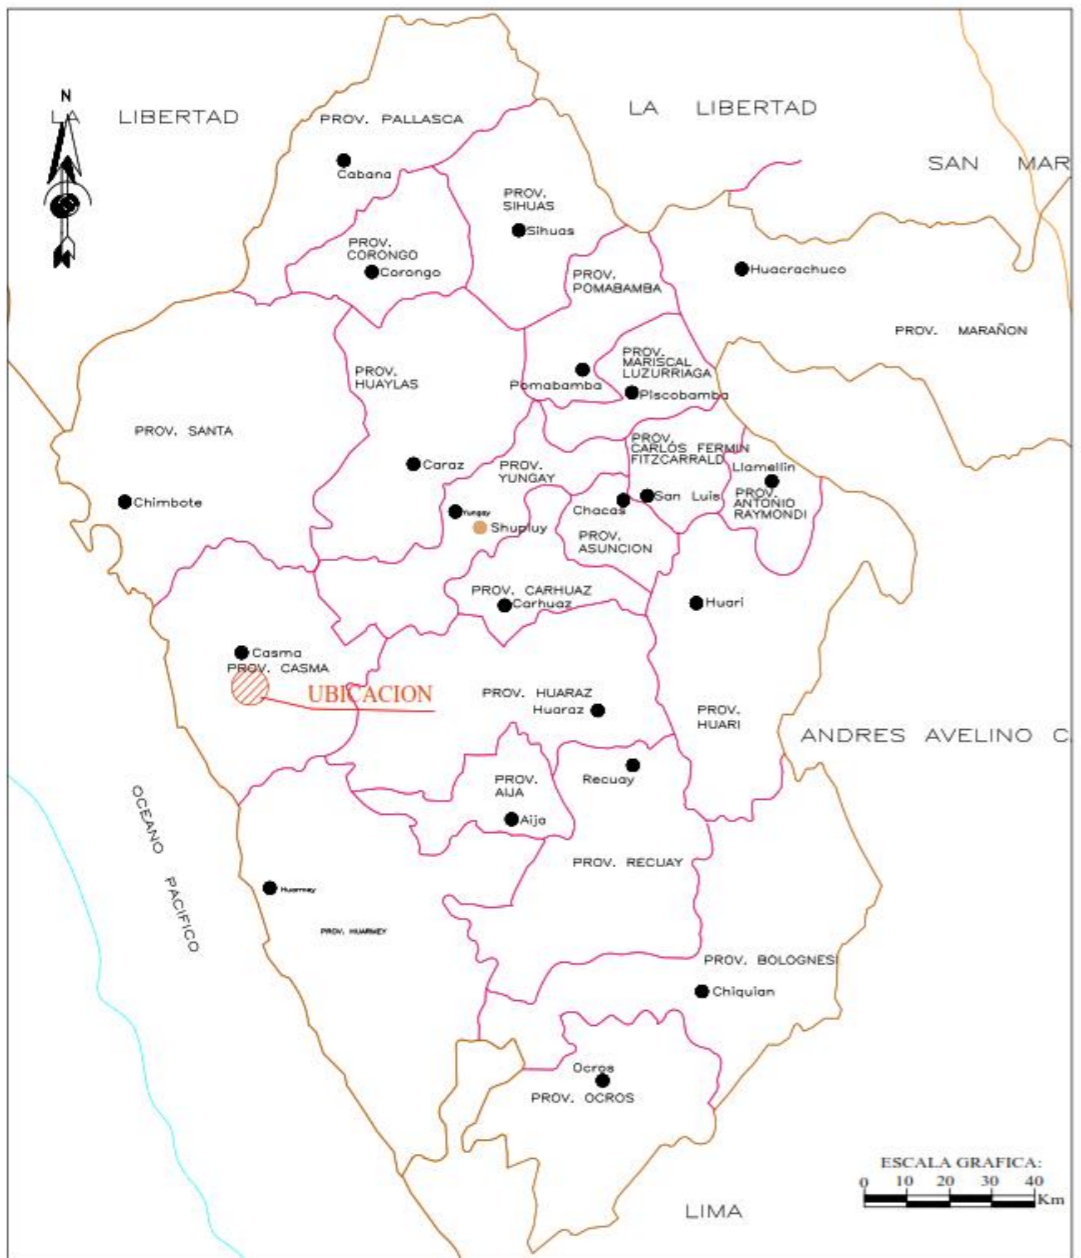 N
LA LIBERTAD
LA LIBERTAD
PROV. PALLASCA
SAN MAR
Cabana
PROV.
SIHUAS
Sihuas
PROV.
CORONGO
Corongo
PROV.
POMABAMBA
Huacrachuco
PROV. MARAÑON
PROV.
HUAYLAS
PROV.
MARISCAL
LUZURRIAGA
Pomabamba
Piscobamba
PROV. SANTA
PROV.
CARLOS FERMIN
FITZCARRALD
Caraz
PROV.
YUNGAY
Llamellin
Chimbote
Yungay
Shupluy
Chacas
San Luis
PROV.
ANTONIO
RAYMONDI
PROV.
ASUNCION
PROV. CARHUAZ
Carhuaz
Huari
Casma
PROV. CASMA
UBICACION
PROV. HUARAZ
Huaraz
PROV.
HUARI
ANDRES AVELINO C.
Recuay
PROV.
AIJA
Aija
OCEANO PACIFICO
PROV. RECUAY
Huarmey
PROV. HUARMEY
PROV. BOLOGNESI
Chiquian
Ocros
PROV. OCROS
LIMA
ESCALA GRAFICA:
0 10 20 30 40
Km